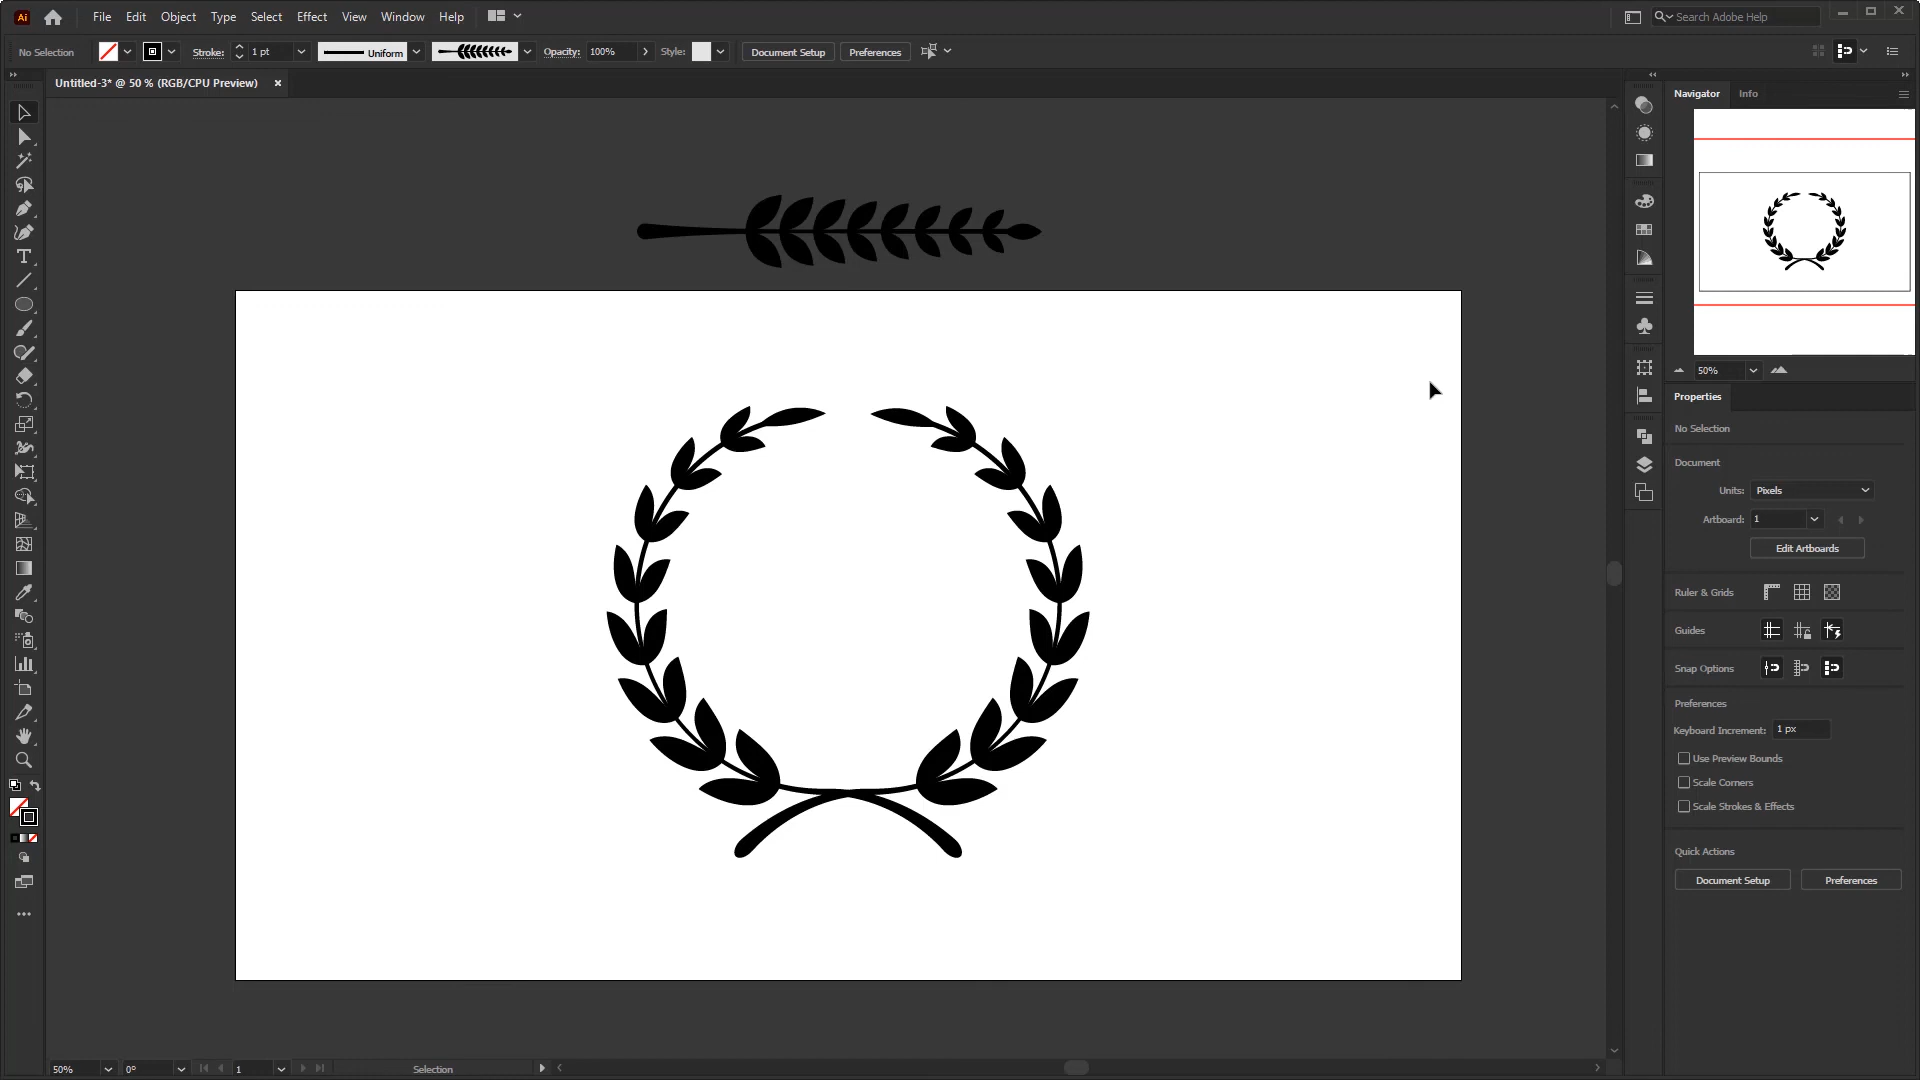 Ai File Edit Object Type Select Effect View Window Help Search Adobe Help
No Selection Stroke: 1 pt Uniform Opacity: 100% Style: Document Setup Preferences
Untitled-3* @ 50 % (RGB/CPU Preview) ×
Navigator Info
50%
Properties
No Selection
Document
Units: Pixels
Artboard: 1
Edit Artboards
Ruler & Grids
Guides
Snap Options
Preferences
Keyboard Increment: 1 px
Use Preview Bounds
Scale Corners
Scale Strokes & Effects
Quick Actions
Document Setup Preferences
50% 0° 1 Selection